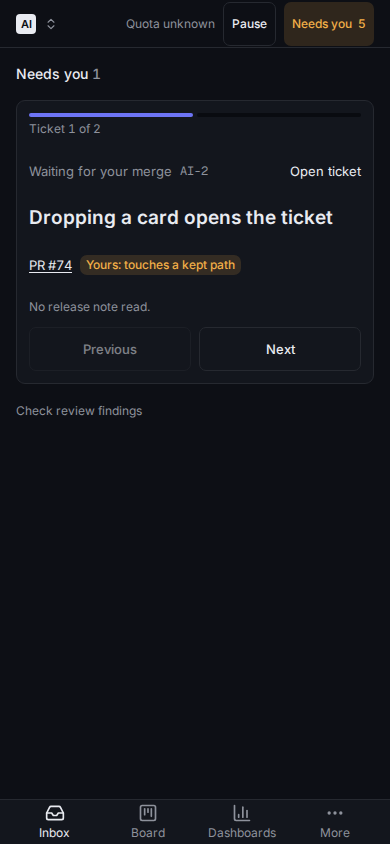 AI
Quota unknown
Pause
Needs you 5
Needs you 1
Ticket 1 of 2
Waiting for your merge AI-2
Open ticket
Dropping a card opens the ticket
PR #74 Yours: touches a kept path
No release note read.
Previous
Next
Check review findings
Inbox
Board
Dashboards
More